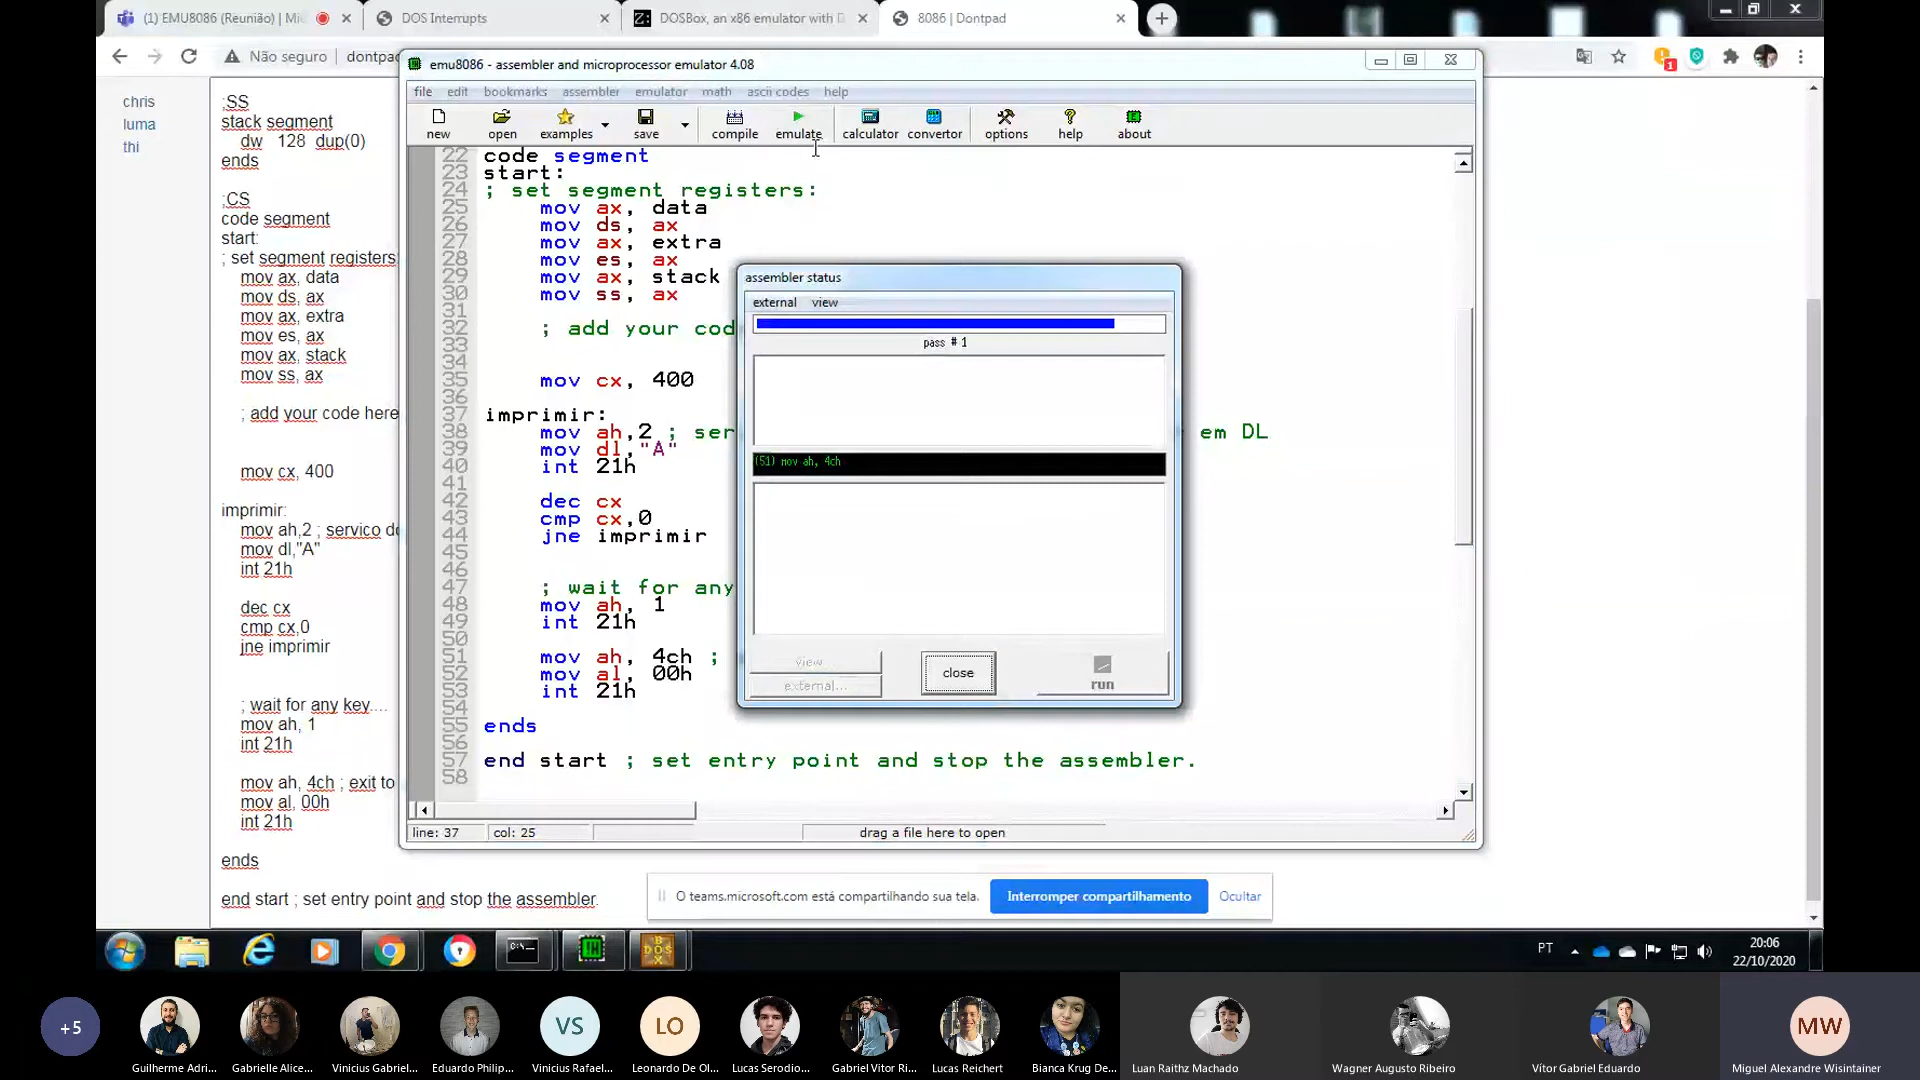 (1) EMU8086 (Reunião) | Mic
DOS Interrupts
DOSBox, an x86 emulator with D
8086 | Dontpad
Não seguro
dontpad
emu8086 - assembler and microprocessor emulator 4.08
file edit bookmarks assembler emulator math ascii codes help
new open examples save compile emulate calculator convertor options help about
chris
luma
thi
;SS
stack segment
dw 128 dup(0)
ends
;CS
code segment
start:
; set segment registers:
mov ax, data
mov ds, ax
mov ax, extra
mov es, ax
mov ax, stack
mov ss, ax
; add your code here
mov cx, 400
imprimir:
mov ah,2 ; servico do
mov dl,"A"
int 21h
dec cx
cmp cx,0
jne imprimir
; wait for any key....
mov ah, 1
int 21h
mov ah, 4ch ; exit to
mov al, 00h
int 21h
ends
end start ; set entry point and stop the assembler.
22 code segment
23 start:
24 ; set segment registers:
25 mov ax, data
26 mov ds, ax
27 mov ax, extra
28 mov es, ax
29 mov ax, stack
30 mov ss, ax
31
32 ; add your cod
33
34
35 mov cx, 400
36
37 imprimir:
38 mov ah,2 ; ser em DL
39 mov dl,"A"
40 int 21h
41
42 dec cx
43 cmp cx,0
44 jne imprimir
45
46
47 ; wait for any
48 mov ah, 1
49 int 21h
50
51 mov ah, 4ch ;
52 mov al, 00h
53 int 21h
54
55 ends
56
57 end start ; set entry point and stop the assembler.
58
assembler status
external view
pass # 1
(51) mov ah, 4ch
view
external...
close
run
line: 37
col: 25
drag a file here to open
O teams.microsoft.com está compartilhando sua tela.
Interromper compartilhamento
Ocultar
1
C:\_
DOS
BOX
PT
20:06
22/10/2020
+5
VS
LO
MW
Guilherme Adri...
Gabrielle Alice...
Vinicius Gabriel...
Eduardo Philip...
Vinicius Rafael...
Leonardo De Ol...
Lucas Serodio...
Gabriel Vitor Ri...
Lucas Reichert
Bianca Krug De...
Luan Raithz Machado
Wagner Augusto Ribeiro
Vítor Gabriel Eduardo
Miguel Alexandre Wisintainer